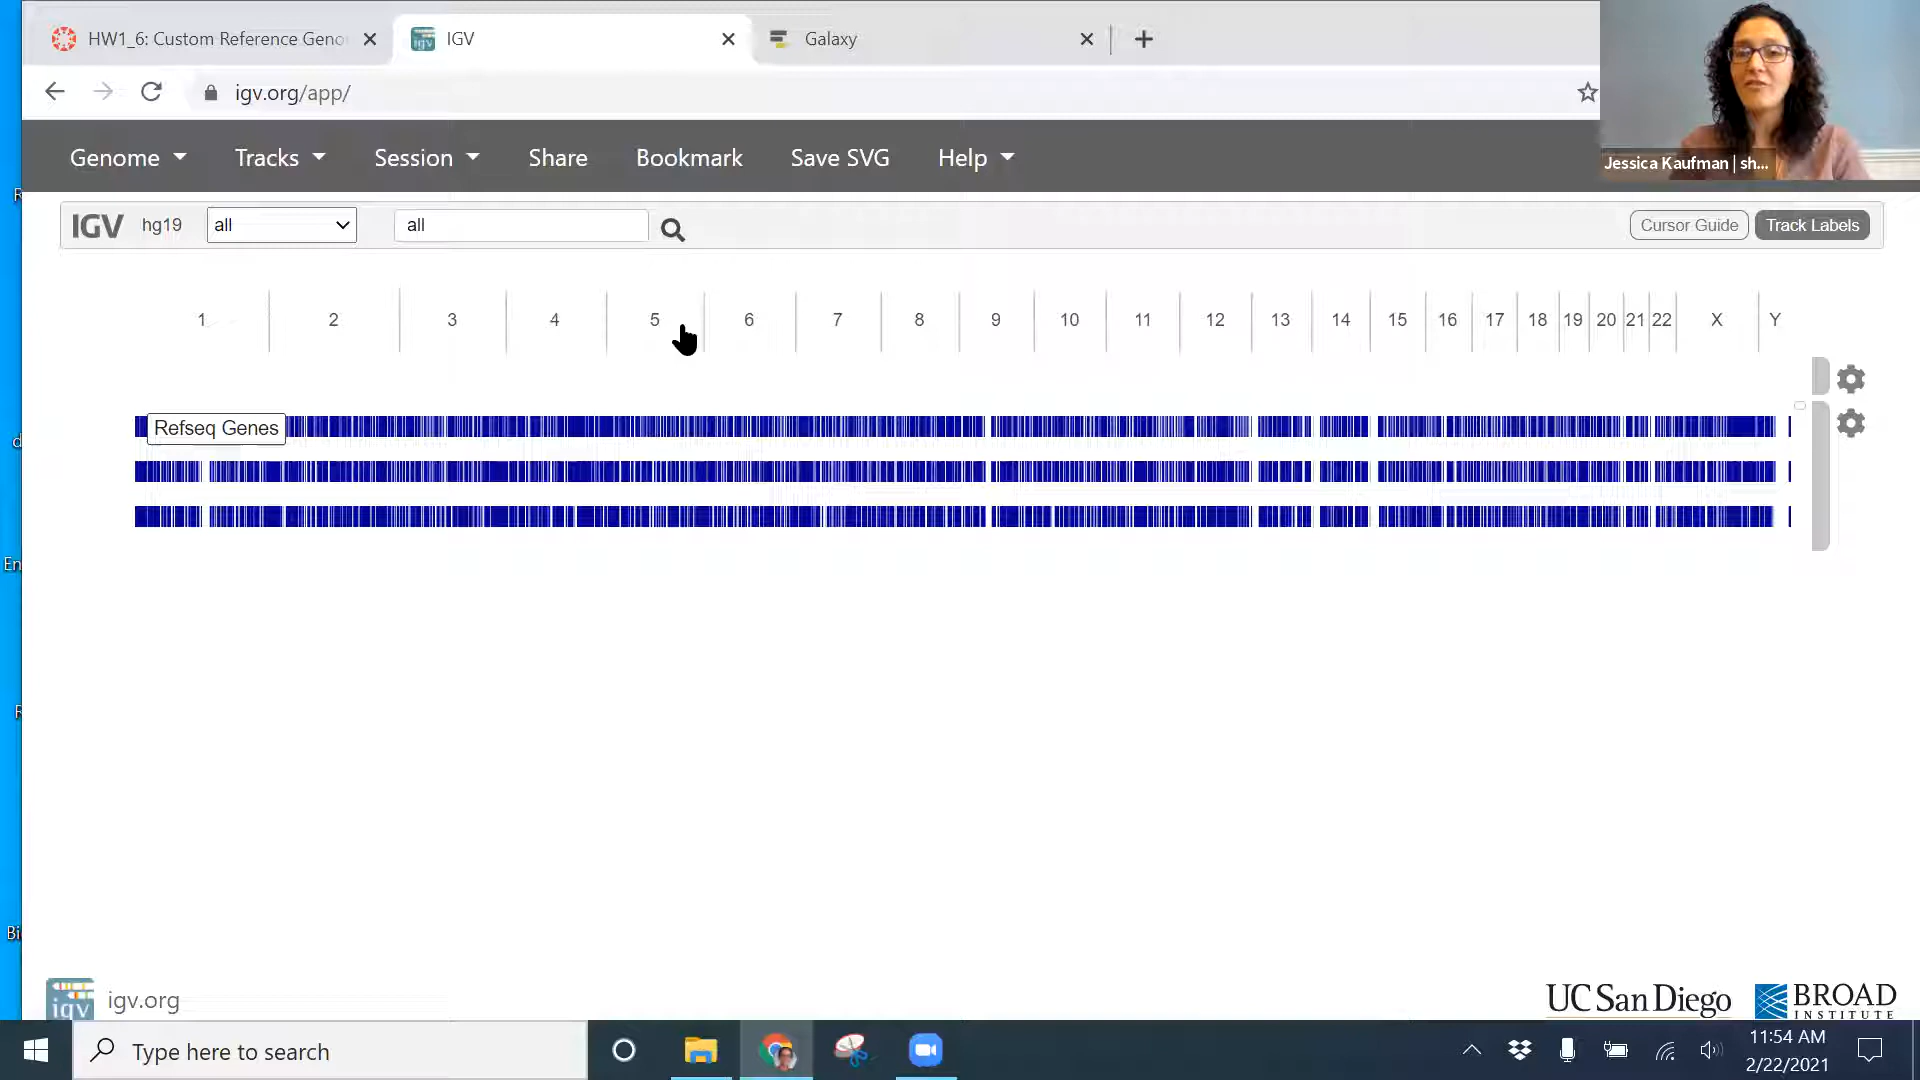 HW1_6: Custom Reference Geno
IGV
Galaxy
igv.org/app/
Genome
Tracks
Session
Share
Bookmark
Save SVG
Help
Jessica Kaufman | sh...
IGV
hg19
all
all
Cursor Guide
Track Labels
1 2 3 4 5 6 7 8 9 10 11 12 13 14 15 16 17 18 19 20 21 22 X Y
Refseq Genes
En
igv
igv.org
UC San Diego
BROAD
INSTITUTE
Type here to search
11:54 AM
2/22/2021